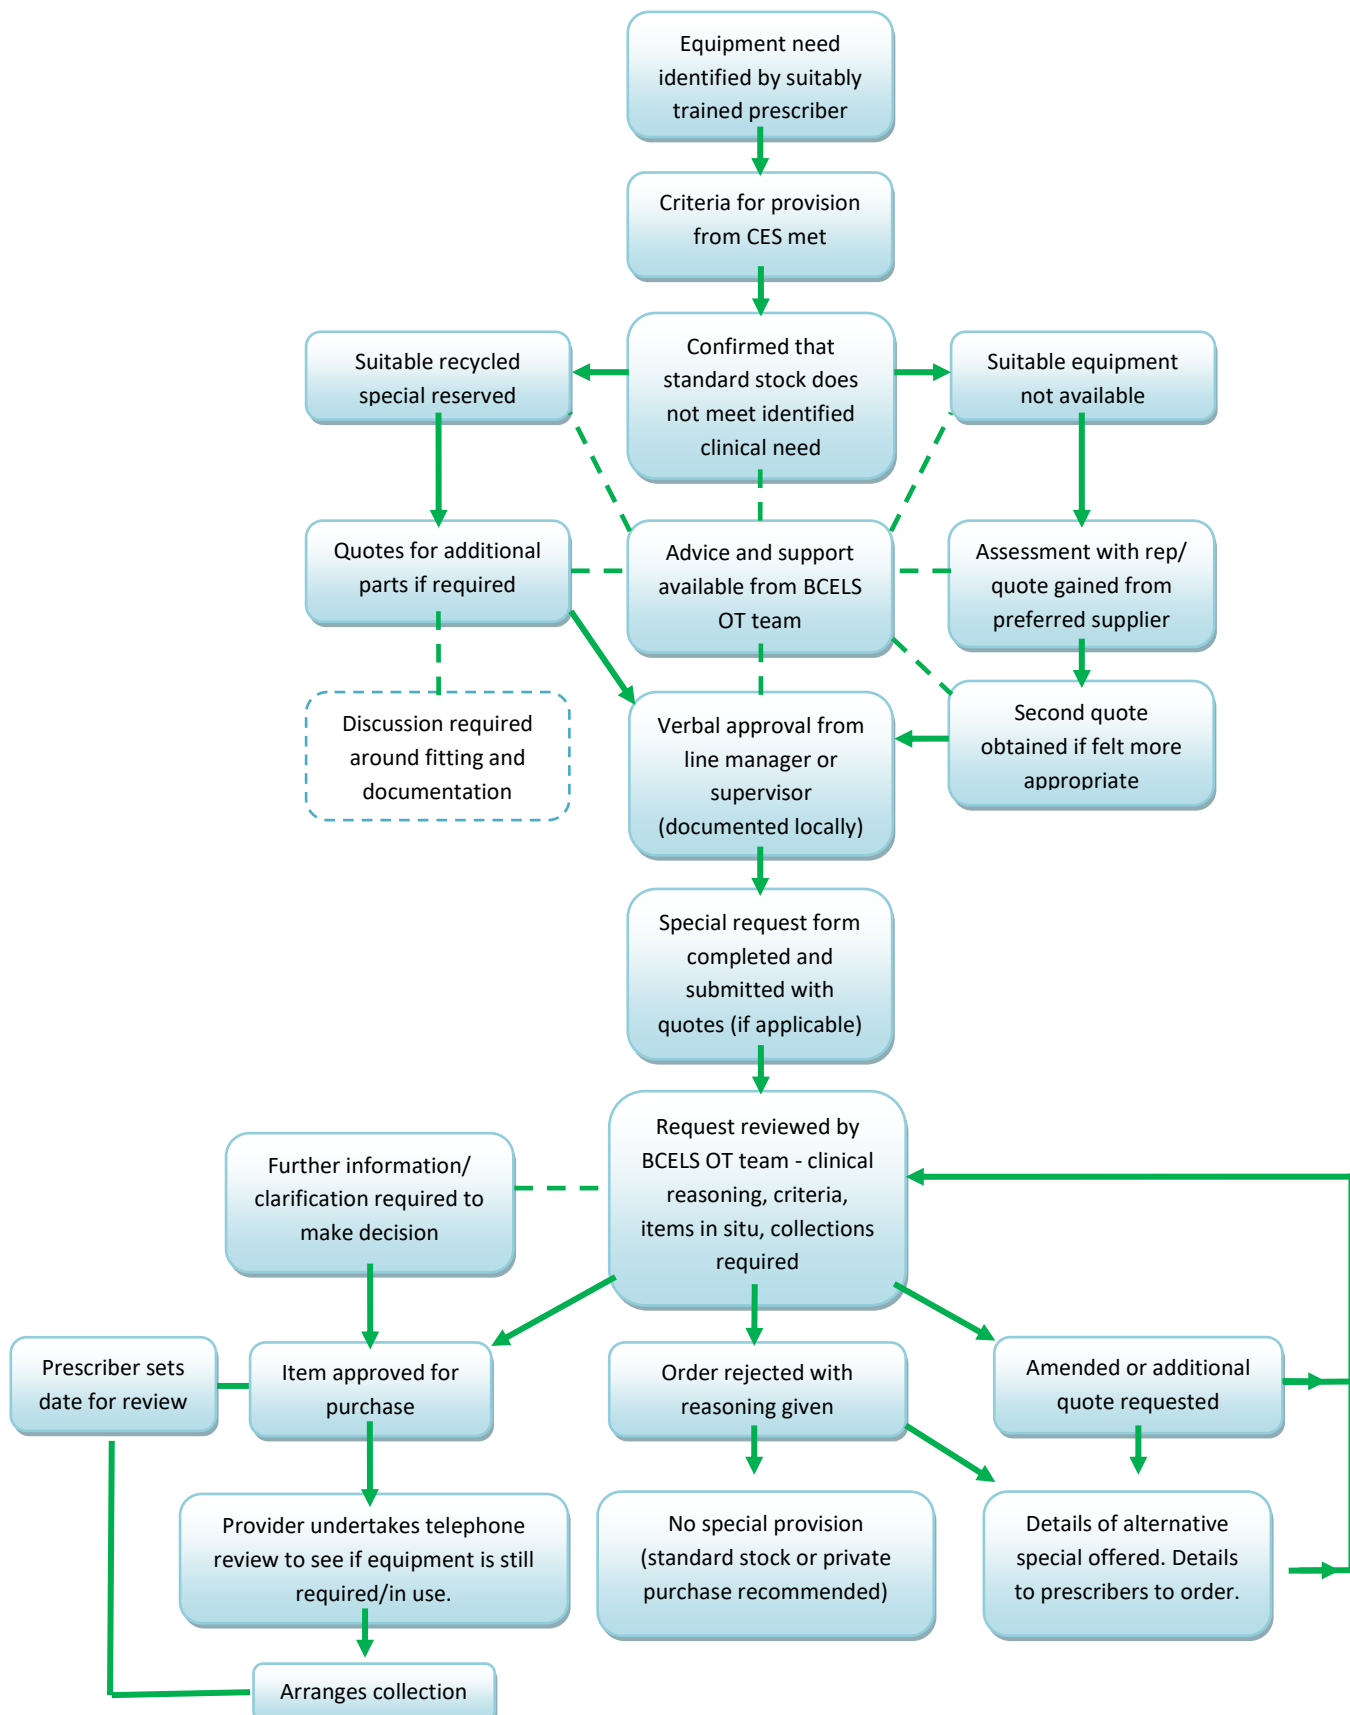 Equipment need
identified by suitably
trained prescriber
Criteria for provision
from CES met
Suitable recycled
special reserved
Confirmed that
standard stock does
not meet identified
clinical need
Suitable equipment
not available
Quotes for additional
parts if required
Advice and support
available from BCELS
OT team
Assessment with rep/
quote gained from
preferred supplier
Discussion required
around fitting and
documentation
Verbal approval from
line manager or
supervisor
(documented locally)
Second quote
obtained if felt more
appropriate
Special request form
completed and
submitted with
quotes (if applicable)
Further information/
clarification required to
make decision
Request reviewed by
BCELS OT team - clinical
reasoning, criteria,
items in situ, collections
required
Prescriber sets
date for review
Item approved for
purchase
Order rejected with
reasoning given
Amended or additional
quote requested
Provider undertakes telephone
review to see if equipment is still
required/in use.
No special provision
(standard stock or private
purchase recommended)
Details of alternative
special offered. Details
to prescribers to order.
Arranges collection